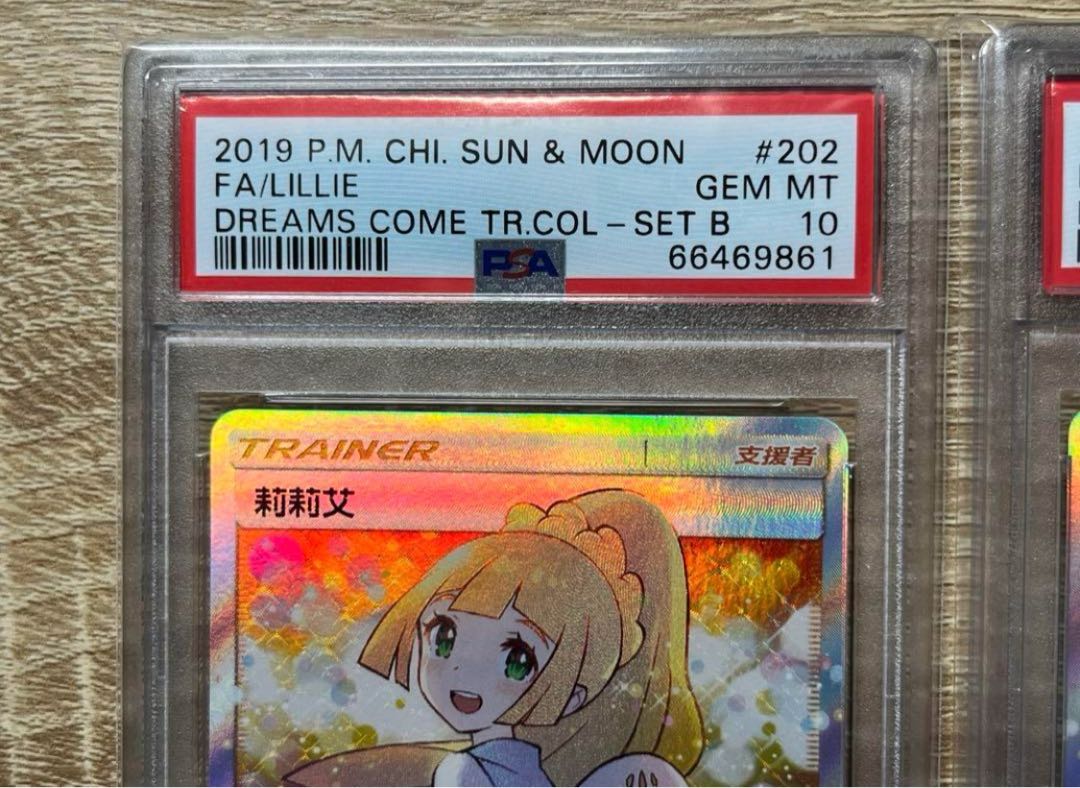 2019 P.M. CHI. SUN & MOON #202
FA/LILLIE GEM MT
DREAMS COME TR.COL - SET B 10
PSA 66469861
TRAINER 支援者
莉莉艾